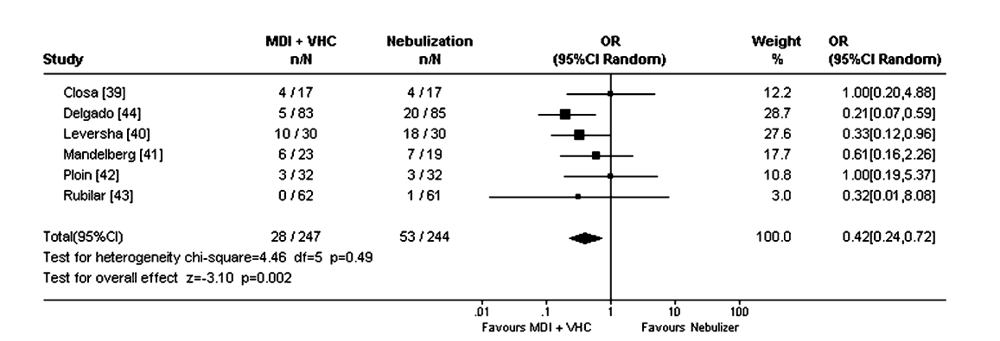 MDI + VHC Nebulization OR Weight OR
Study n/N n/N (95%CI Random) % (95%CI Random)
Closa [39] 4 / 17 4 / 17 12.2 1.00[0.20,4.88]
Delgado [44] 5 / 83 20 / 85 28.7 0.21[0.07,0.59]
Leversha [40] 10 / 30 18 / 30 27.6 0.33[0.12,0.96]
Mandelberg [41] 6 / 23 7 / 19 17.7 0.61[0.16,2.26]
Ploin [42] 3 / 32 3 / 32 10.8 1.00[0.19,5.37]
Rubilar [43] 0 / 62 1 / 61 3.0 0.32[0.01,8.08]
Total(95%CI) 28 / 247 53 / 244 100.0 0.42[0.24,0.72]
Test for heterogeneity chi-square=4.46 df=5 p=0.49
Test for overall effect z=-3.10 p=0.002
.01 .1 1 10 100
Favours MDI + VHC Favours Nebulizer